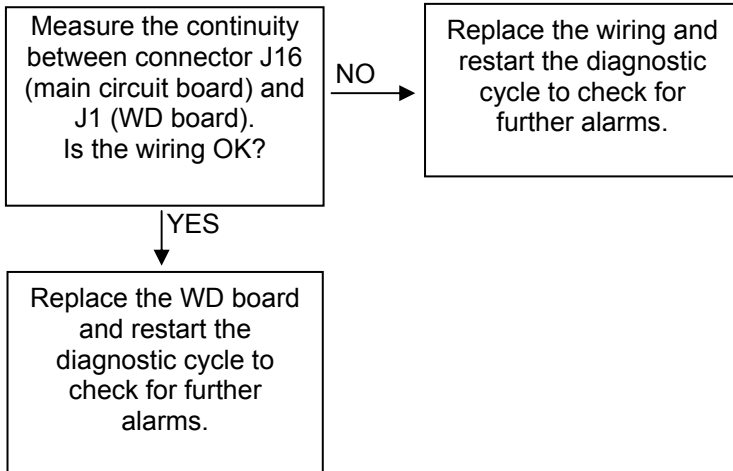 Measure the continuity
between connector J16
(main circuit board) and
J1 (WD board).
Is the wiring OK?
NO
Replace the wiring and
restart the diagnostic
cycle to check for
further alarms.
YES
Replace the WD board
and restart the
diagnostic cycle to
check for further
alarms.